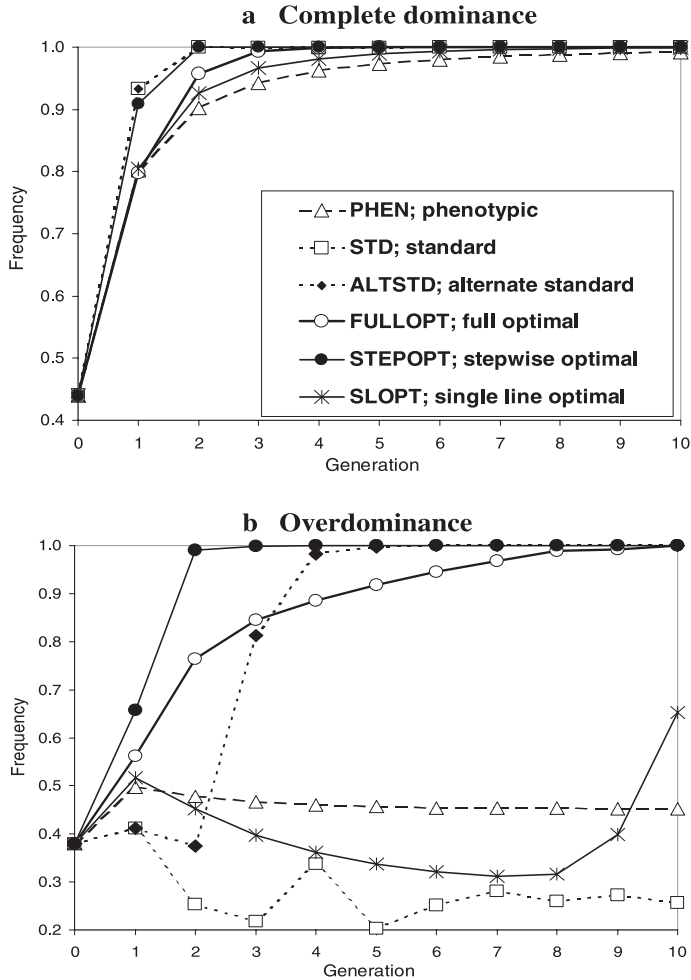 a Complete dominance
1.0
0.9
0.8
0.7
0.6
0.5
0.4
Frequency
PHEN; phenotypic
STD; standard
ALTSTD; alternate standard
FULLOPT; full optimal
STEPOPT; stepwise optimal
SLOPT; single line optimal
0 1 2 3 4 5 6 7 8 9 10
Generation
b Overdominance
1.0
0.9
0.8
0.7
0.6
0.5
0.4
0.3
0.2
Frequency
0 1 2 3 4 5 6 7 8 9 10
Generation